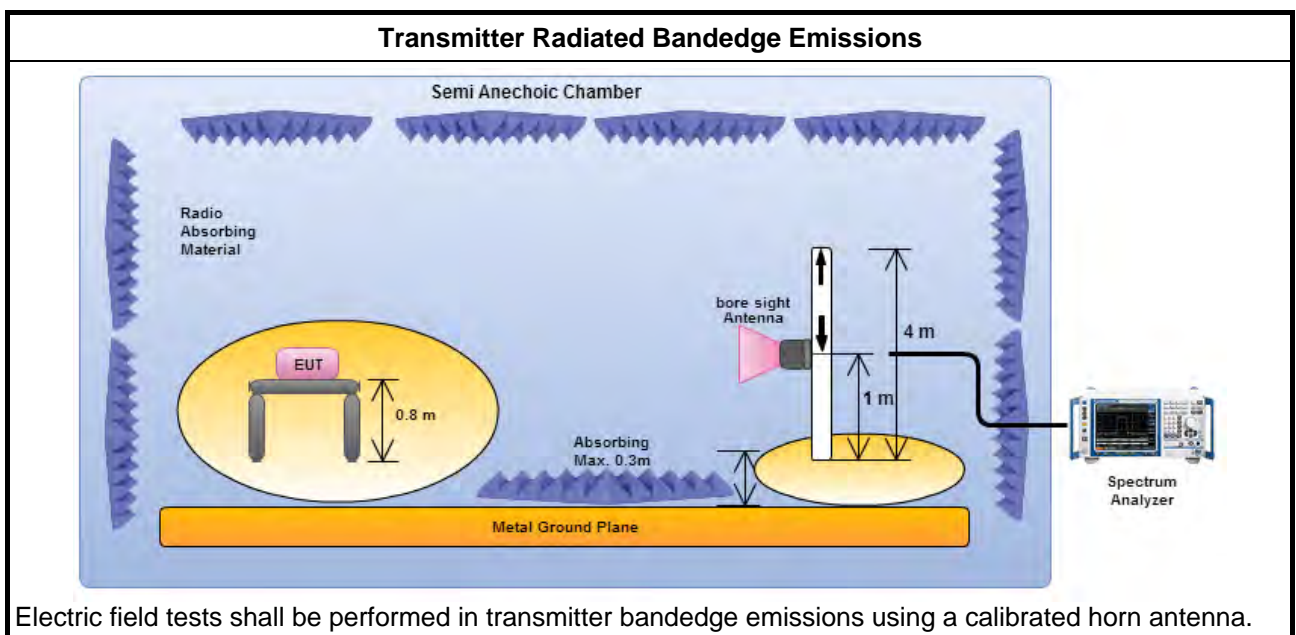 Transmitter Radiated Bandedge Emissions
Semi Anechoic Chamber
Radio
Absorbing
Material
bore sight
Antenna
4 m
EUT
1 m
0.8 m
Absorbing
Max. 0.3m
Spectrum
Analyzer
Metal Ground Plane
Electric field tests shall be performed in transmitter bandedge emissions using a calibrated horn antenna.